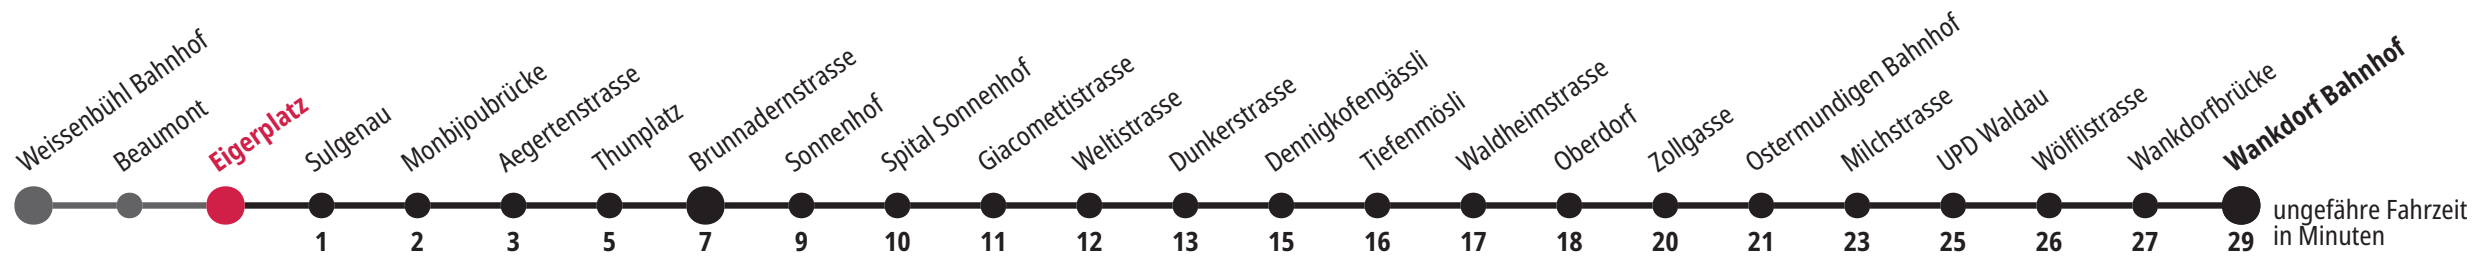 Weissenbühl Bahnhof
Beaumont
Eigerplatz
Sulgenau
Monbijoubrücke
Aegertenstrasse
Thunplatz
Brunnadernstrasse
Sonnenhof
Spital Sonnenhof
Giacomettistrasse
Weltistrasse
Dunkerstrasse
Dennigkofengässli
Tiefenmösli
Waldheimstrasse
Oberdorf
Zollgasse
Ostermundigen Bahnhof
Milchstrasse
UPD Waldau
Wölflistrasse
Wankdorfbrücke
Wankdorf Bahnhof
1 2 3 5 7 9 10 11 12 13 15 16 17 18 20 21 23 25 26 27 29
ungefähre Fahrzeit
in Minuten